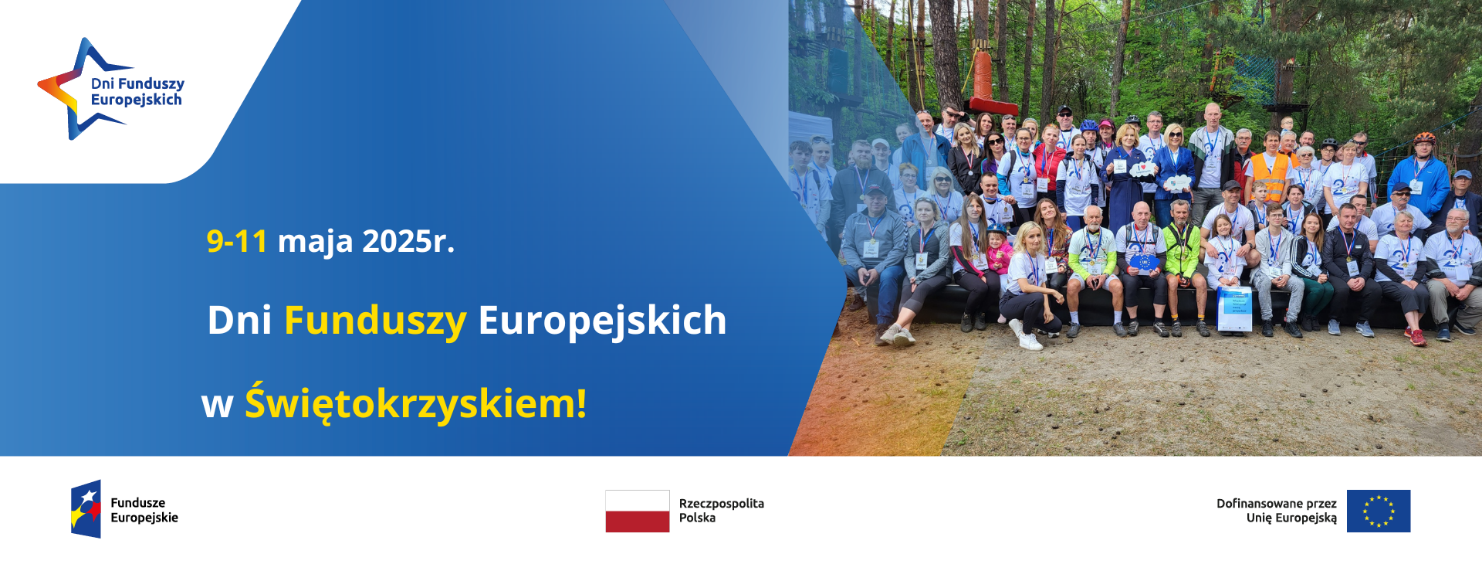 Dni Funduszy
Europejskich
9-11 maja 2025r.
Dni Funduszy Europejskich
w Świętokrzyskiem!
Fundusze
Europejskie
Rzeczpospolita
Polska
Dofinansowane przez
Unię Europejską